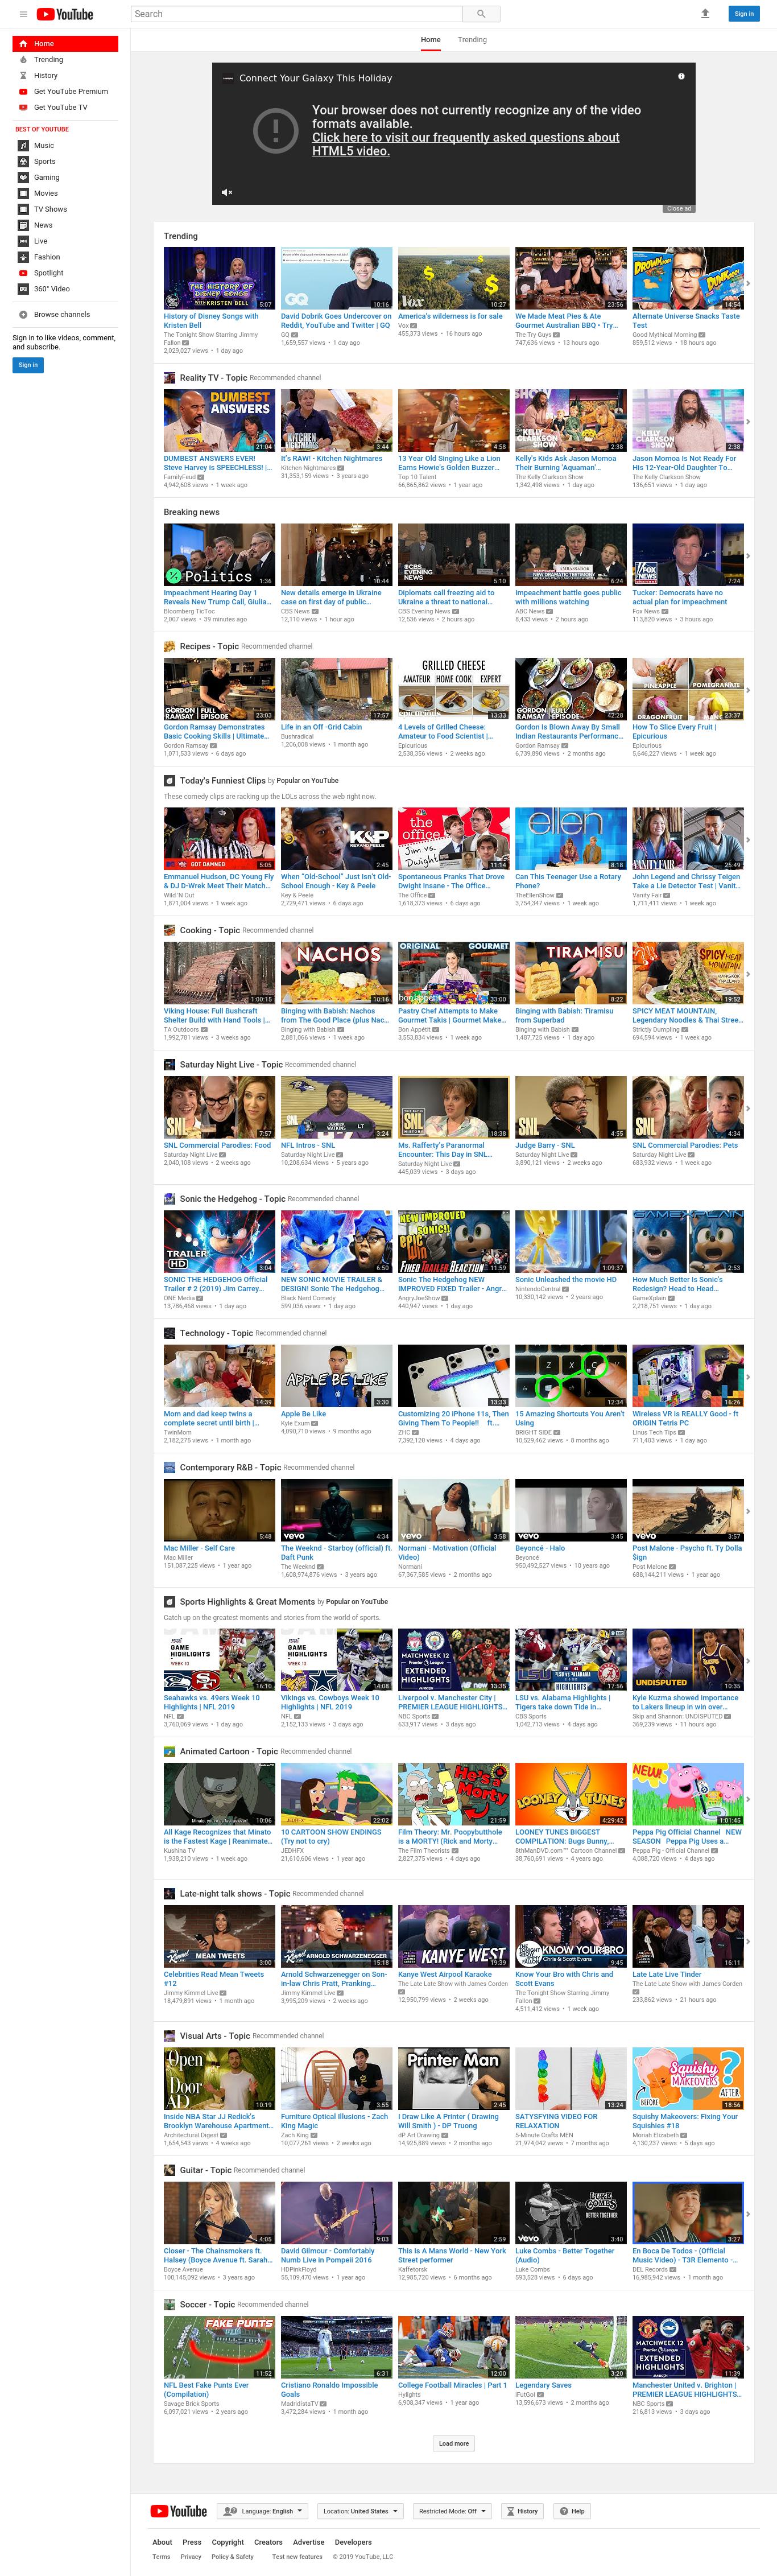 YouTube
Search
Sign in
Home
Trending
History
Get YouTube Premium
Get YouTube TV
BEST OF YOUTUBE
Music
Sports
Gaming
Movies
TV Shows
News
Live
Fashion
Spotlight
360° Video
Browse channels
Sign in to like videos, comment,
and subscribe.
Sign in
Home Trending
Connect Your Galaxy This Holiday
Your browser does not currently recognize any of the video
formats available.
Click here to visit our frequently asked questions about
HTML5 video.
Close ad
Trending
History of Disney Songs with
Kristen Bell
The Tonight Show Starring Jimmy
Fallon
2,029,027 views • 1 day ago
David Dobrik Goes Undercover on
Reddit, YouTube and Twitter | GQ
GQ
1,659,557 views • 1 day ago
America's wilderness is for sale
Vox
455,373 views • 16 hours ago
We Made Meat Pies & Ate
Gourmet Australian BBQ • Try...
The Try Guys
747,636 views • 13 hours ago
Alternate Universe Snacks Taste
Test
Good Mythical Morning
859,512 views • 18 hours ago
Reality TV - Topic Recommended channel
DUMBEST ANSWERS EVER!
Steve Harvey is SPEECHLESS! |...
FamilyFeud
4,942,608 views • 1 week ago
It's RAW! - Kitchen Nightmares
Kitchen Nightmares
31,353,159 views • 3 years ago
13 Year Old Singing Like a Lion
Earns Howie's Golden Buzzer...
Top 10 Talent
66,865,862 views • 1 year ago
Kelly's Kids Ask Jason Momoa
Their Burning 'Aquaman'...
The Kelly Clarkson Show
1,342,498 views • 1 day ago
Jason Momoa Is Not Ready For
His 12-Year-Old Daughter To...
The Kelly Clarkson Show
136,651 views • 1 day ago
Breaking news
Impeachment Hearing Day 1
Reveals New Trump Call, Giulia...
Bloomberg TicToc
2,007 views • 39 minutes ago
New details emerge in Ukraine
case on first day of public...
CBS News
12,110 views • 1 hour ago
Diplomats call freezing aid to
Ukraine a threat to national...
CBS Evening News
12,536 views • 2 hours ago
Impeachment battle goes public
with millions watching
ABC News
8,433 views • 2 hours ago
Tucker: Democrats have no
actual plan for impeachment
Fox News
113,820 views • 3 hours ago
Recipes - Topic Recommended channel
Gordon Ramsay Demonstrates
Basic Cooking Skills | Ultimate...
Gordon Ramsay
1,071,533 views • 6 days ago
Life in an Off -Grid Cabin
Bushradical
1,206,008 views • 1 month ago
4 Levels of Grilled Cheese:
Amateur to Food Scientist |...
Epicurious
2,538,356 views • 2 weeks ago
Gordon Is Blown Away By Small
Indian Restaurants Performanc...
Gordon Ramsay
6,739,890 views • 2 months ago
How To Slice Every Fruit |
Epicurious
Epicurious
5,646,227 views • 1 week ago
Today's Funniest Clips by Popular on YouTube
These comedy clips are racking up the LOLs across the web right now.
Emmanuel Hudson, DC Young Fly
& DJ D-Wrek Meet Their Match...
Wild 'N Out
1,871,004 views • 1 week ago
When "Old-School" Just Isn't Old-
School Enough - Key & Peele
Key & Peele
2,729,471 views • 6 days ago
Spontaneous Pranks That Drove
Dwight Insane - The Office...
The Office
1,618,373 views • 6 days ago
Can This Teenager Use a Rotary
Phone?
TheEllenShow
3,754,347 views • 1 week ago
John Legend and Chrissy Teigen
Take a Lie Detector Test | Vanit...
Vanity Fair
1,711,411 views • 1 week ago
Cooking - Topic Recommended channel
Viking House: Full Bushcraft
Shelter Build with Hand Tools |...
TA Outdoors
1,992,781 views • 3 weeks ago
Binging with Babish: Nachos
from The Good Place (plus Nac...
Binging with Babish
2,881,066 views • 1 week ago
Pastry Chef Attempts to Make
Gourmet Takis | Gourmet Make...
Bon Appétit
3,553,834 views • 1 week ago
Binging with Babish: Tiramisu
from Superbad
Binging with Babish
1,487,725 views • 1 day ago
SPICY MEAT MOUNTAIN,
Legendary Noodles & Thai Stree...
Strictly Dumpling
694,594 views • 1 week ago
Saturday Night Live - Topic Recommended channel
SNL Commercial Parodies: Food
Saturday Night Live
2,040,108 views • 2 weeks ago
NFL Intros - SNL
Saturday Night Live
10,208,634 views • 5 years ago
Ms. Rafferty's Paranormal
Encounter: This Day in SNL...
Saturday Night Live
445,039 views • 3 days ago
Judge Barry - SNL
Saturday Night Live
3,890,121 views • 2 weeks ago
SNL Commercial Parodies: Pets
Saturday Night Live
683,932 views • 1 week ago
Sonic the Hedgehog - Topic Recommended channel
SONIC THE HEDGEHOG Official
Trailer # 2 (2019) Jim Carrey...
ONE Media
13,786,468 views • 1 day ago
NEW SONIC MOVIE TRAILER &
DESIGN! Sonic The Hedgehog...
Black Nerd Comedy
599,036 views • 1 day ago
Sonic The Hedgehog NEW
IMPROVED FIXED Trailer - Angr...
AngryJoeShow
440,947 views • 1 day ago
Sonic Unleashed the movie HD
NintendoCentral
10,330,142 views • 2 years ago
How Much Better Is Sonic's
Redesign? Head to Head...
GameXplain
2,218,751 views • 1 day ago
Technology - Topic Recommended channel
Mom and dad keep twins a
complete secret until birth |...
TwinMom
2,182,275 views • 1 month ago
Apple Be Like
Kyle Exum
4,090,710 views • 9 months ago
Customizing 20 iPhone 11s, Then
Giving Them To People!! ft....
ZHC
7,392,120 views • 4 days ago
15 Amazing Shortcuts You Aren't
Using
BRIGHT SIDE
10,529,462 views • 8 months ago
Wireless VR is REALLY Good - ft
ORIGIN Tetris PC
Linus Tech Tips
711,403 views • 1 day ago
Contemporary R&B - Topic Recommended channel
Mac Miller - Self Care
Mac Miller
151,087,225 views • 1 year ago
The Weeknd - Starboy (official) ft.
Daft Punk
The Weeknd
1,608,974,876 views • 3 years ago
Normani - Motivation (Official
Video)
Normani
67,367,585 views • 2 months ago
Beyoncé - Halo
Beyoncé
950,492,527 views • 10 years ago
Post Malone - Psycho ft. Ty Dolla
$ign
Post Malone
688,144,211 views • 1 year ago
Sports Highlights & Great Moments by Popular on YouTube
Catch up on the greatest moments and stories from the world of sports.
Seahawks vs. 49ers Week 10
Highlights | NFL 2019
NFL
3,760,069 views • 1 day ago
Vikings vs. Cowboys Week 10
Highlights | NFL 2019
NFL
2,152,133 views • 3 days ago
Liverpool v. Manchester City |
PREMIER LEAGUE HIGHLIGHTS...
NBC Sports
633,917 views • 3 days ago
LSU vs. Alabama Highlights |
Tigers take down Tide in...
CBS Sports
1,042,713 views • 4 days ago
Kyle Kuzma showed importance
to Lakers lineup in win over...
Skip and Shannon: UNDISPUTED
369,239 views • 11 hours ago
Animated Cartoon - Topic Recommended channel
All Kage Recognizes that Minato
is the Fastest Kage | Reanimate...
Kushina TV
1,938,210 views • 1 week ago
10 CARTOON SHOW ENDINGS
(Try not to cry)
JEDHFX
21,610,606 views • 1 year ago
Film Theory: Mr. Poopybutthole
is a MORTY! (Rick and Morty...
The Film Theorists
2,827,375 views • 4 days ago
LOONEY TUNES BIGGEST
COMPILATION: Bugs Bunny,...
8thManDVD.com™ Cartoon Channel
38,760,691 views • 4 years ago
Peppa Pig Official Channel NEW
SEASON Peppa Pig Uses a...
Peppa Pig - Official Channel
4,088,720 views • 4 days ago
Late-night talk shows - Topic Recommended channel
Celebrities Read Mean Tweets
#12
Jimmy Kimmel Live
18,479,891 views • 1 month ago
Arnold Schwarzenegger on Son-
in-law Chris Pratt, Pranking...
Jimmy Kimmel Live
3,995,209 views • 2 weeks ago
Kanye West Airpool Karaoke
The Late Late Show with James Corden
12,950,799 views • 2 weeks ago
Know Your Bro with Chris and
Scott Evans
The Tonight Show Starring Jimmy
Fallon
4,511,412 views • 1 week ago
Late Late Live Tinder
The Late Late Show with James Corden
233,862 views • 21 hours ago
Visual Arts - Topic Recommended channel
Inside NBA Star JJ Redick's
Brooklyn Warehouse Apartment...
Architectural Digest
1,654,543 views • 4 weeks ago
Furniture Optical Illusions - Zach
King Magic
Zach King
10,077,261 views • 2 weeks ago
I Draw Like A Printer ( Drawing
Will Smith ) - DP Truong
dP Art Drawing
14,925,889 views • 2 months ago
SATYSFYING VIDEO FOR
RELAXATION
5-Minute Crafts MEN
21,974,042 views • 7 months ago
Squishy Makeovers: Fixing Your
Squishies #18
Moriah Elizabeth
4,130,237 views • 5 days ago
Guitar - Topic Recommended channel
Closer - The Chainsmokers ft.
Halsey (Boyce Avenue ft. Sarah...
Boyce Avenue
100,145,092 views • 3 years ago
David Gilmour - Comfortably
Numb Live in Pompeii 2016
HDPinkFloyd
55,109,470 views • 1 year ago
This Is A Mans World - New York
Street performer
Kaffetorsk
12,985,720 views • 6 months ago
Luke Combs - Better Together
(Audio)
Luke Combs
593,528 views • 6 days ago
En Boca De Todos - (Official
Music Video) - T3R Elemento -...
DEL Records
16,985,942 views • 1 month ago
Soccer - Topic Recommended channel
NFL Best Fake Punts Ever
(Compilation)
Savage Brick Sports
6,097,021 views • 2 years ago
Cristiano Ronaldo Impossible
Goals
MadridistaTV
3,472,284 views • 1 month ago
College Football Miracles | Part 1
Hylights
6,908,347 views • 1 year ago
Legendary Saves
iFutGol
13,596,673 views • 2 months ago
Manchester United v. Brighton |
PREMIER LEAGUE HIGHLIGHTS...
NBC Sports
216,813 views • 3 days ago
Load more
YouTube Language: English Location: United States Restricted Mode: Off History Help
About Press Copyright Creators Advertise Developers
Terms Privacy Policy & Safety Test new features © 2019 YouTube, LLC